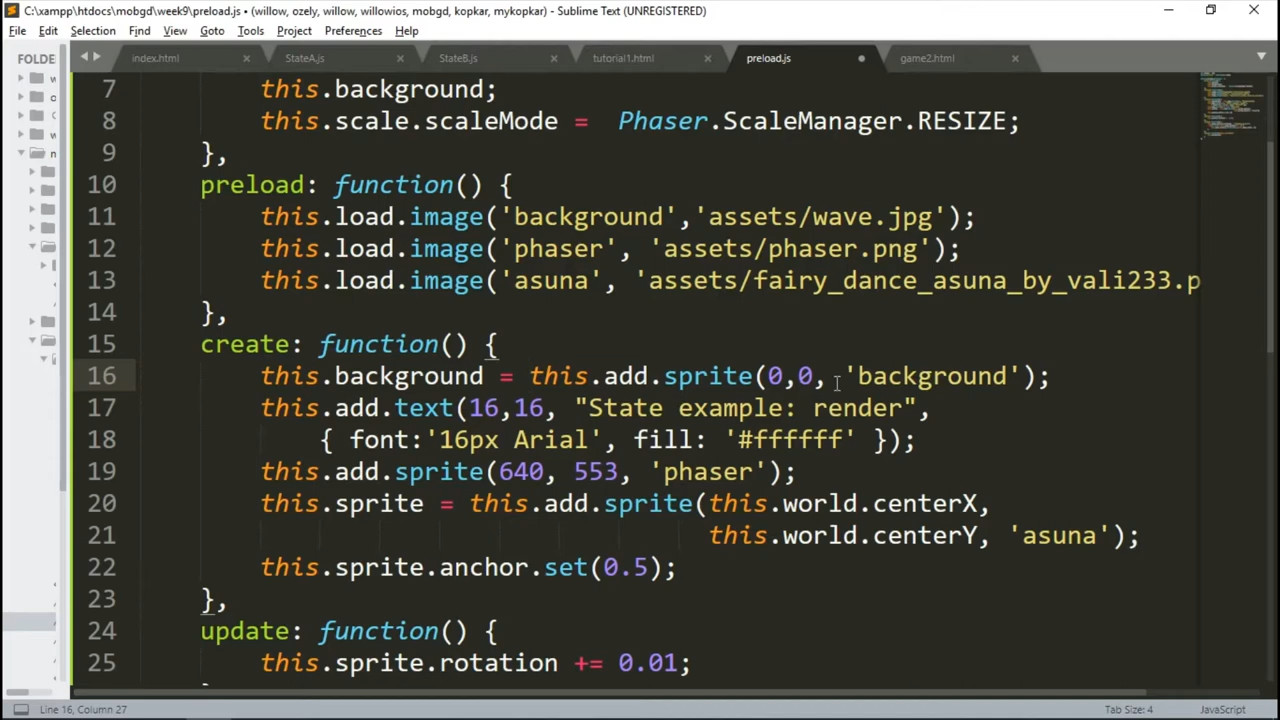 C:\xampp\htdocs\mobgd\week9\preload.js • (willow, ozely, willow, willowios, mobgd, kopkar, mykopkar) - Sublime Text (UNREGISTERED)
File Edit Selection Find View Goto Tools Project Preferences Help
FOLDE index.html StateA.js StateB.js tutorial1.html preload.js game2.html
7 this.background;
8 this.scale.scaleMode = Phaser.ScaleManager.RESIZE;
9 },
10 preload: function() {
11 this.load.image('background','assets/wave.jpg');
12 this.load.image('phaser', 'assets/phaser.png');
13 this.load.image('asuna', 'assets/fairy_dance_asuna_by_vali233.p
14 },
15 create: function() {
16 this.background = this.add.sprite(0,0, 'background');
17 this.add.text(16,16, "State example: render",
18 { font:'16px Arial', fill: '#ffffff' });
19 this.add.sprite(640, 553, 'phaser');
20 this.sprite = this.add.sprite(this.world.centerX,
21 this.world.centerY, 'asuna');
22 this.sprite.anchor.set(0.5);
23 },
24 update: function() {
25 this.sprite.rotation += 0.01;
Line 16, Column 27 Tab Size: 4 JavaScript